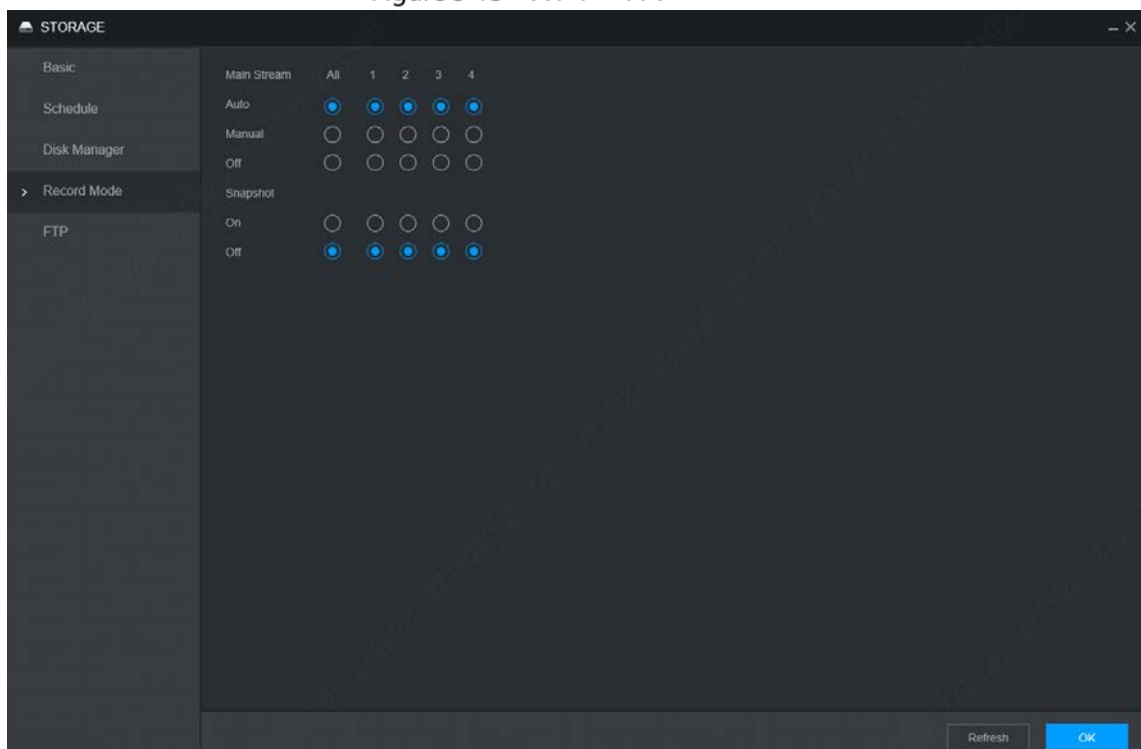 STORAGE
Basic
Schedule
Disk Manager
Record Mode
FTP
Main Stream All 1 2 3 4
Auto
Manual
Off
Snapshot
On
Off
Refresh OK